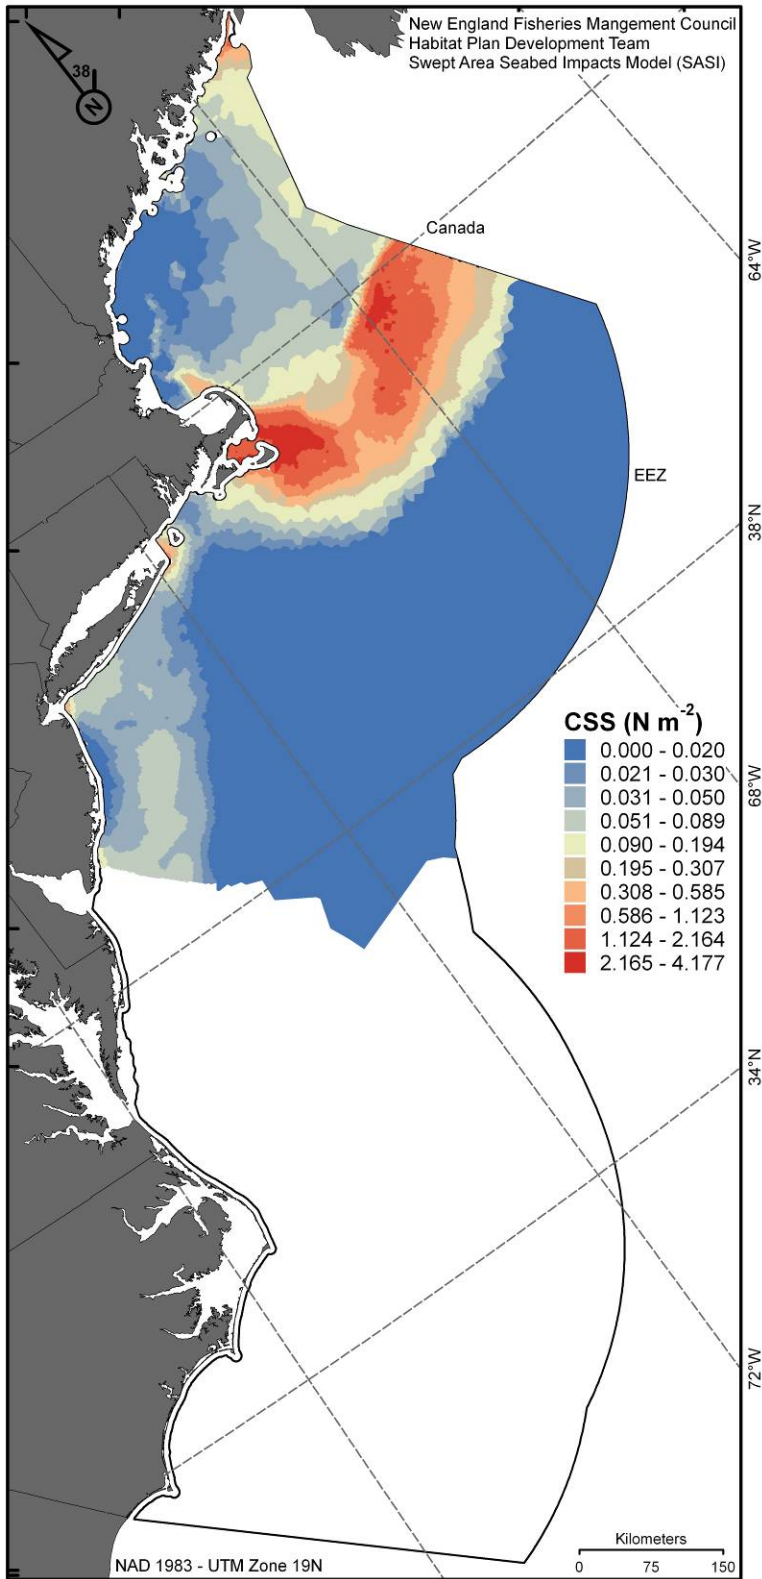 New England Fisheries Mangement Council
Habitat Plan Development Team
Swept Area Seabed Impacts Model (SASI)
38
N
Canada
64°W
EEZ
38°N
CSS (N m⁻²)
0.000 - 0.020
0.021 - 0.030
0.031 - 0.050
0.051 - 0.089
0.090 - 0.194
0.195 - 0.307
0.308 - 0.585
0.586 - 1.123
1.124 - 2.164
2.165 - 4.177
68°W
34°N
72°W
Kilometers
0 75 150
NAD 1983 - UTM Zone 19N